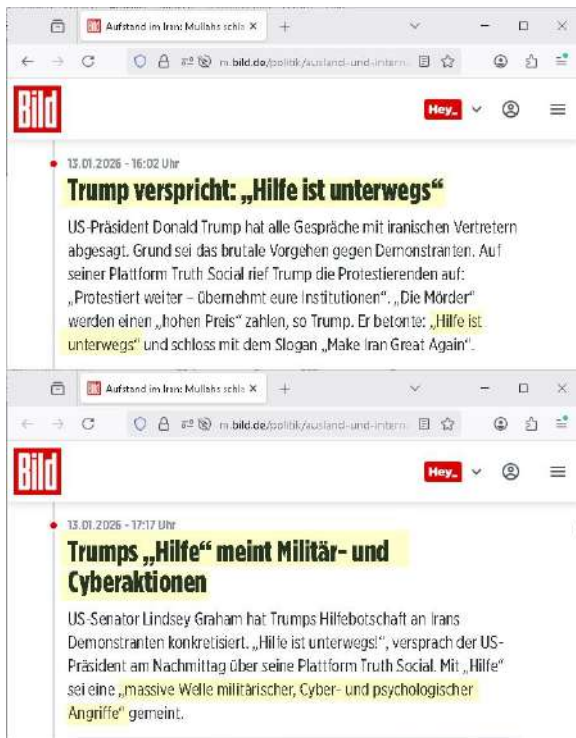 Aufstand im Iran: Mullahs schla
m.bild.de/politik/ausland-und-intern
Bild
Hey_
13.01.2026 - 16:02 Uhr
Trump verspricht: „Hilfe ist unterwegs“
US-Präsident Donald Trump hat alle Gespräche mit iranischen Vertretern
abgesagt. Grund sei das brutale Vorgehen gegen Demonstranten. Auf
seiner Plattform Truth Social rief Trump die Protestierenden auf:
„Protestiert weiter – übernehmt eure Institutionen“. „Die Mörder“
werden einen „hohen Preis“ zahlen, so Trump. Er betonte: „Hilfe ist
unterwegs“ und schloss mit dem Slogan „Make Iran Great Again“.
Aufstand im Iran: Mullahs schla
m.bild.de/politik/ausland-und-intern
Bild
Hey_
13.01.2026 - 17:17 Uhr
Trumps „Hilfe“ meint Militär- und
Cyberaktionen
US-Senator Lindsey Graham hat Trumps Hilfebotschaft an Irans
Demonstranten konkretisiert. „Hilfe ist unterwegs!“, versprach der US-
Präsident am Nachmittag über seine Plattform Truth Social. Mit „Hilfe“
sei eine „massive Welle militärischer, Cyber- und psychologischer
Angriffe“ gemeint.